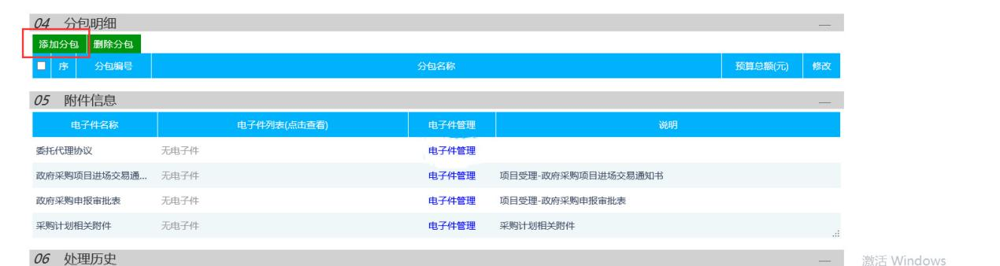 04 分包明细
添加分包 删除分包
序 分包编号 分包名称 预算总额(元) 修改
05 附件信息
电子件名称 电子件列表(点击查看) 电子件管理 说明
委托代理协议 无电子件 电子件管理
政府采购项目进场交易通... 无电子件 电子件管理 项目受理-政府采购项目进场交易通知书
政府采购申报审批表 无电子件 电子件管理 项目受理-政府采购申报审批表
采购计划相关附件 无电子件 电子件管理 采购计划相关附件
06 处理历史
激活 Windows